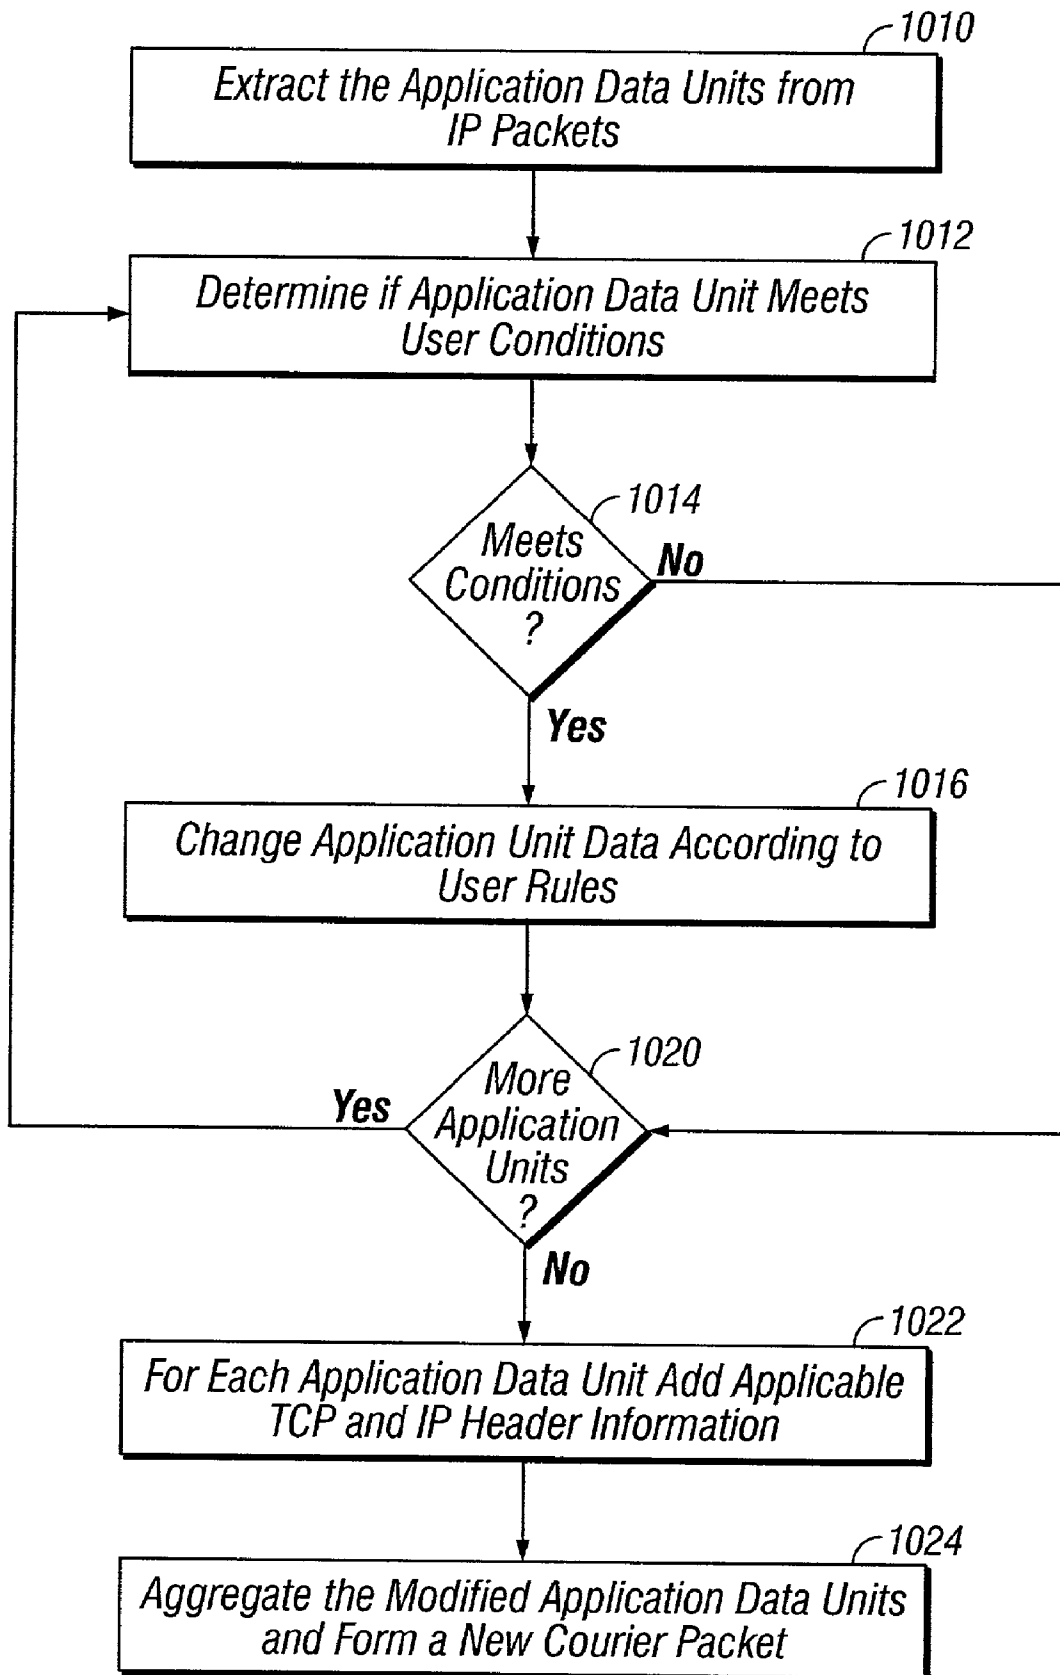 1010
Extract the Application Data Units from
IP Packets
1012
Determine if Application Data Unit Meets
User Conditions
1014
Meets
Conditions
?
No
Yes
1016
Change Application Unit Data According to
User Rules
1020
More
Application
Units
?
Yes
No
1022
For Each Application Data Unit Add Applicable
TCP and IP Header Information
1024
Aggregate the Modified Application Data Units
and Form a New Courier Packet